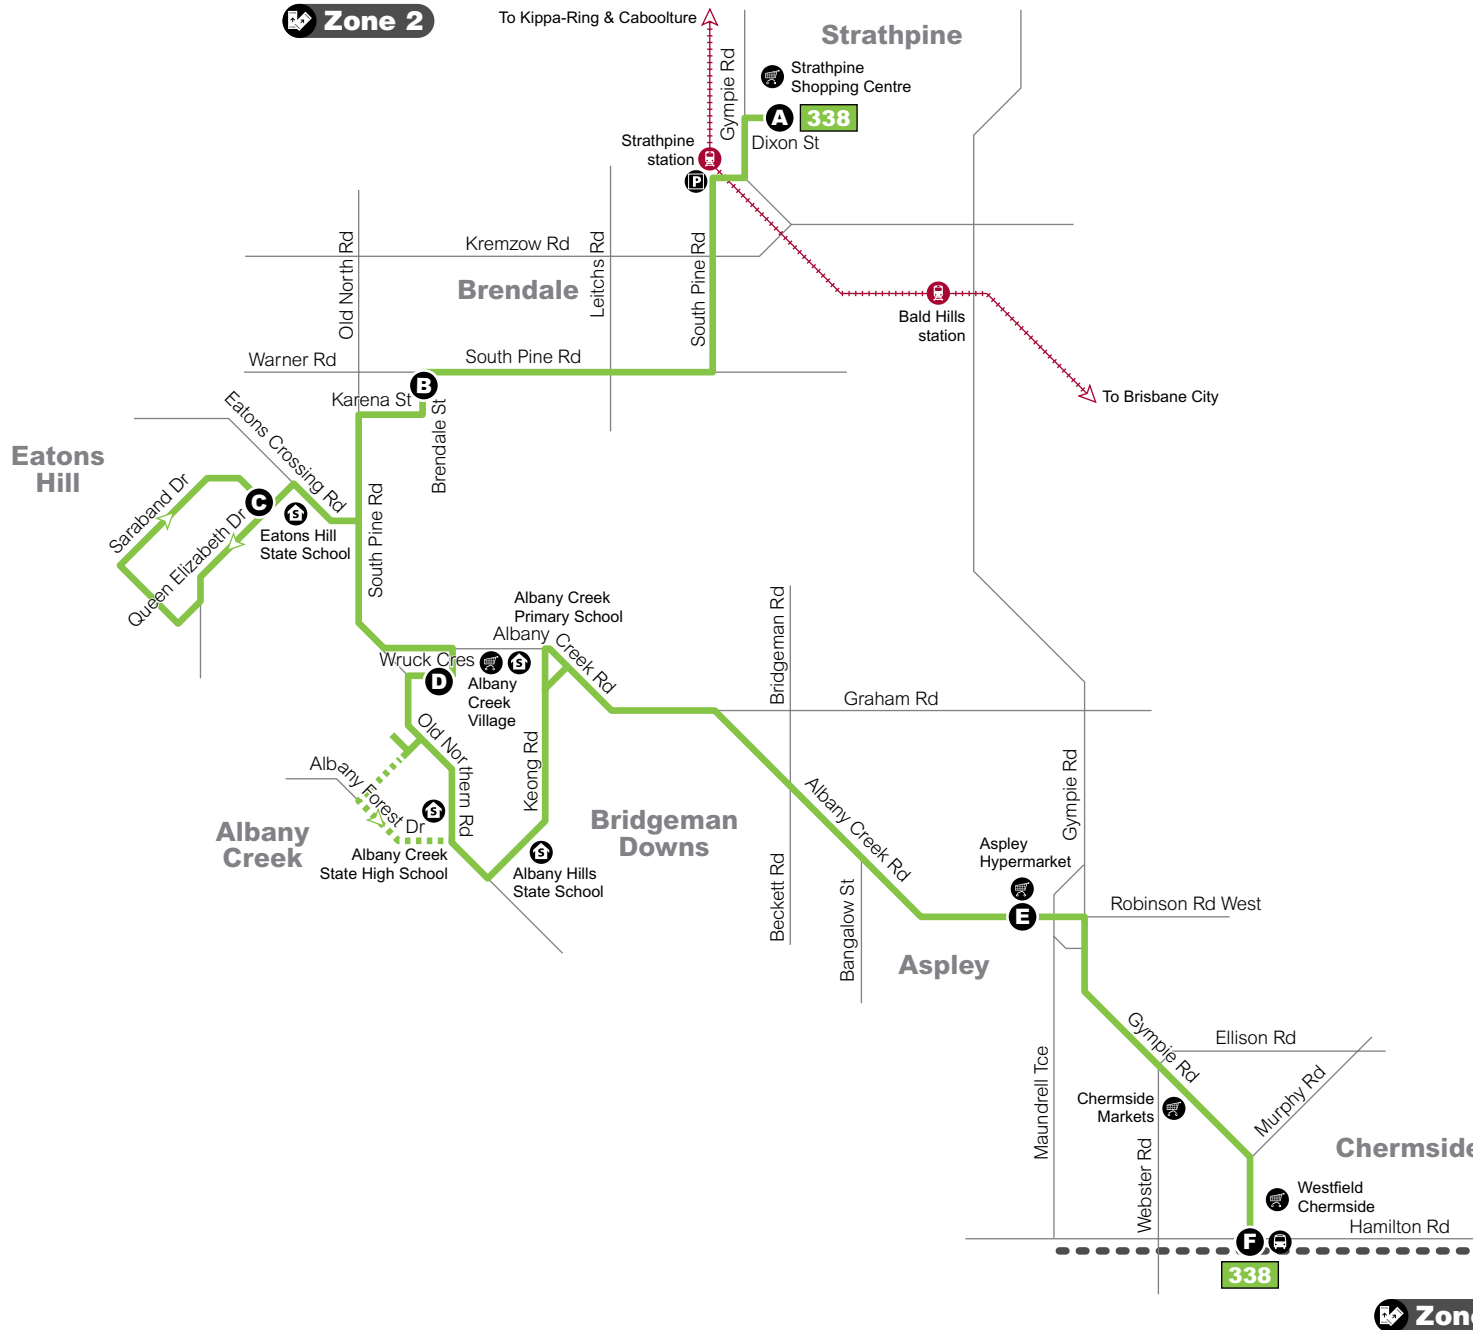 Zone 2
To Kippa-Ring & Caboolture
Strathpine
Gympie Rd
Strathpine
Shopping Centre
A
338
Dixon St
Strathpine
station
P
Old North Rd
Kremzow Rd
Leitchs Rd
South Pine Rd
Brendale
Bald Hills
station
Warner Rd
South Pine Rd
B
To Brisbane City
Karena St
Brendale St
Eatons Crossing Rd
Eatons
Hill
Saraband Dr
C
Queen Elizabeth Dr
S
Eatons Hill
State School
South Pine Rd
Albany Creek
Primary School
Albany Creek Rd
Bridgeman Rd
Wruck Cres
S
D
Albany
Creek
Village
Graham Rd
Old Northern Rd
Keong Rd
Gympie Rd
Albany Forest Dr
S
Albany Creek Rd
Albany
Creek
Bridgeman
Downs
Albany Creek
State High School
S
Albany Hills
State School
Aspley
Hypermarket
Beckett Rd
Bangalow St
E
Robinson Rd West
Aspley
Gympie Rd
Ellison Rd
Maundrell Tce
Chermside
Markets
Murphy Rd
Chermside
Webster Rd
Westfield
Chermside
Hamilton Rd
F
338
Zone